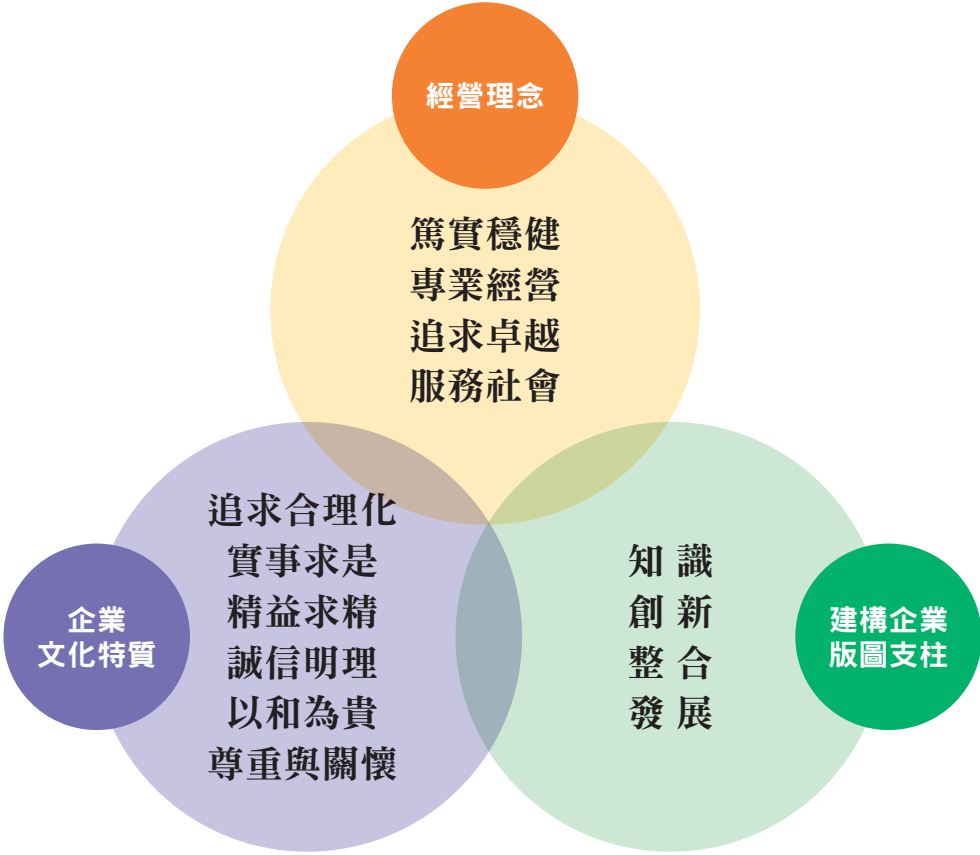 經營理念
篤實穩健
專業經營
追求卓越
服務社會
企業
文化特質
追求合理化
實事求是
精益求精
誠信明理
以和為貴
尊重與關懷
知 識
創 新
整 合
發 展
建構企業
版圖支柱